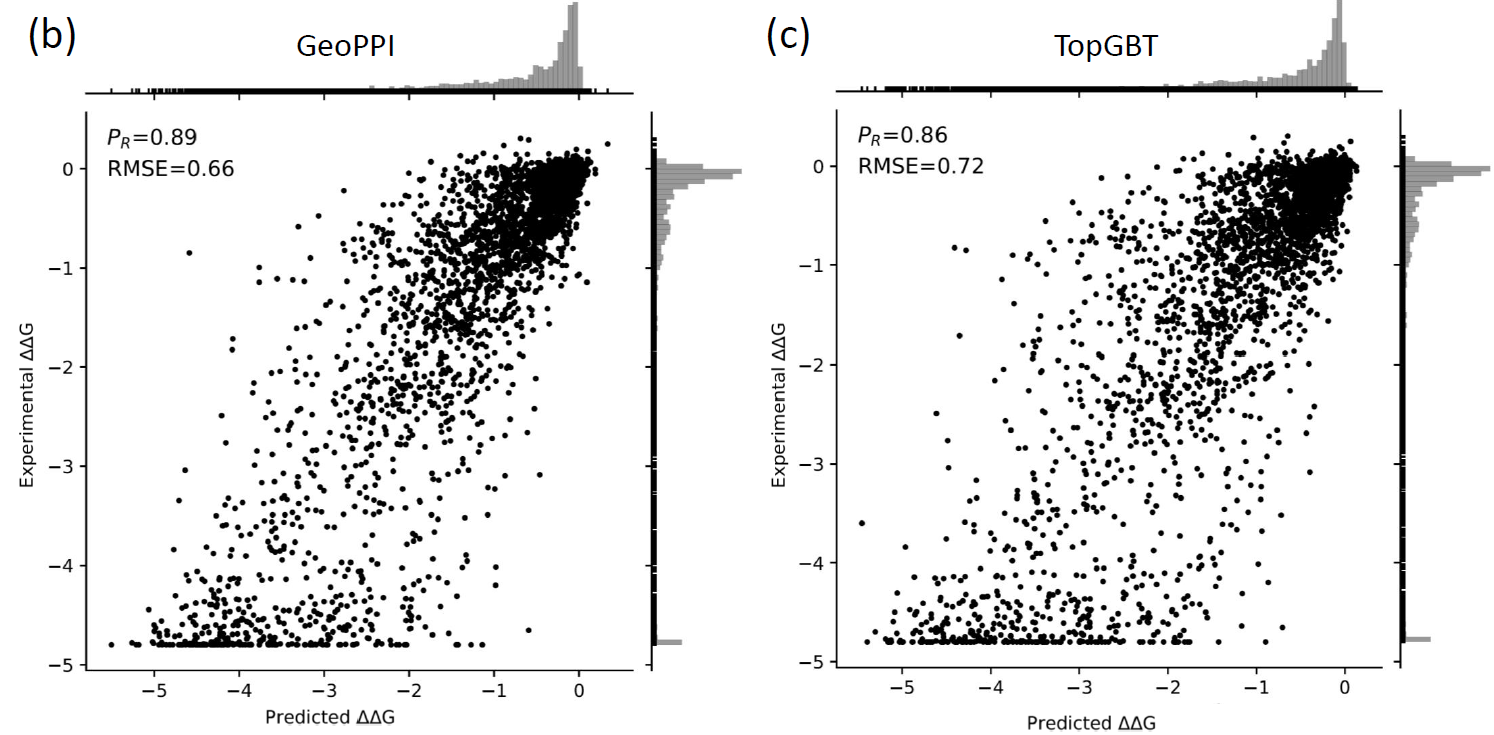 (b)
GeoPPI
P_R=0.89
RMSE=0.66
0
−1
−2
−3
−4
−5
Experimental ΔΔG
−5 −4 −3 −2 −1 0
Predicted ΔΔG
(c)
TopGBT
P_R=0.86
RMSE=0.72
0
−1
−2
−3
−4
−5
Experimental ΔΔG
−5 −4 −3 −2 −1 0
Predicted ΔΔG